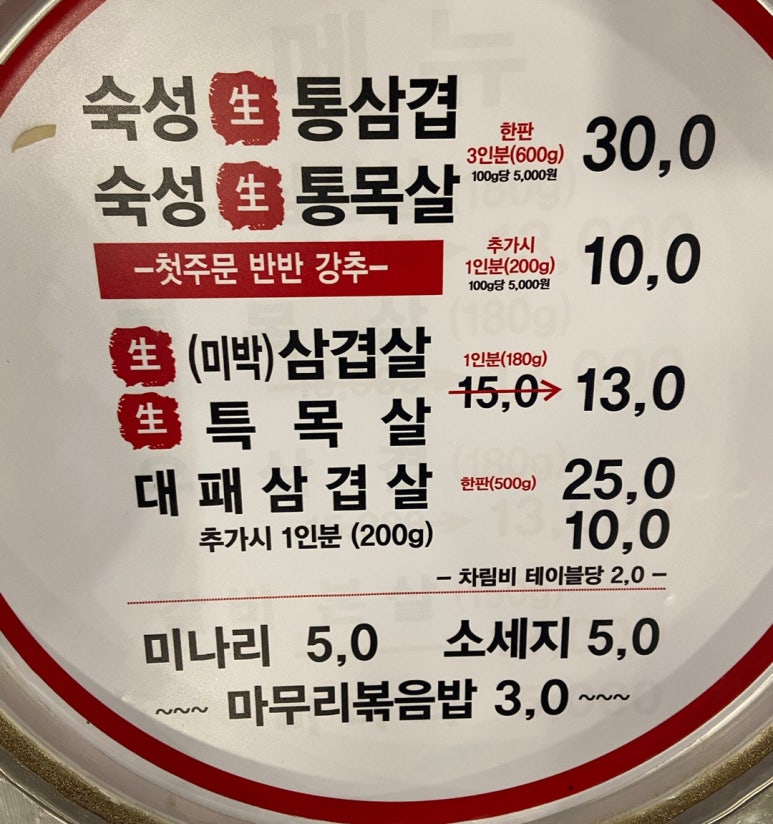 숙성 生 통삼겹
숙성 生 통목살
한판
3인분(600g)
100g당 5,000원
30,0
-첫주문 반반 강추-
추가시
1인분(200g)
100g당 5,000원
10,0
生 (미박)삼겹살
生 특 목 살
1인분(180g)
15,0 → 13,0
대패삼겹살 한판(500g) 25,0
추가시 1인분 (200g) 10,0
- 차림비 테이블당 2,0 -
미나리 5,0 소세지 5,0
~~~ 마무리볶음밥 3,0 ~~~